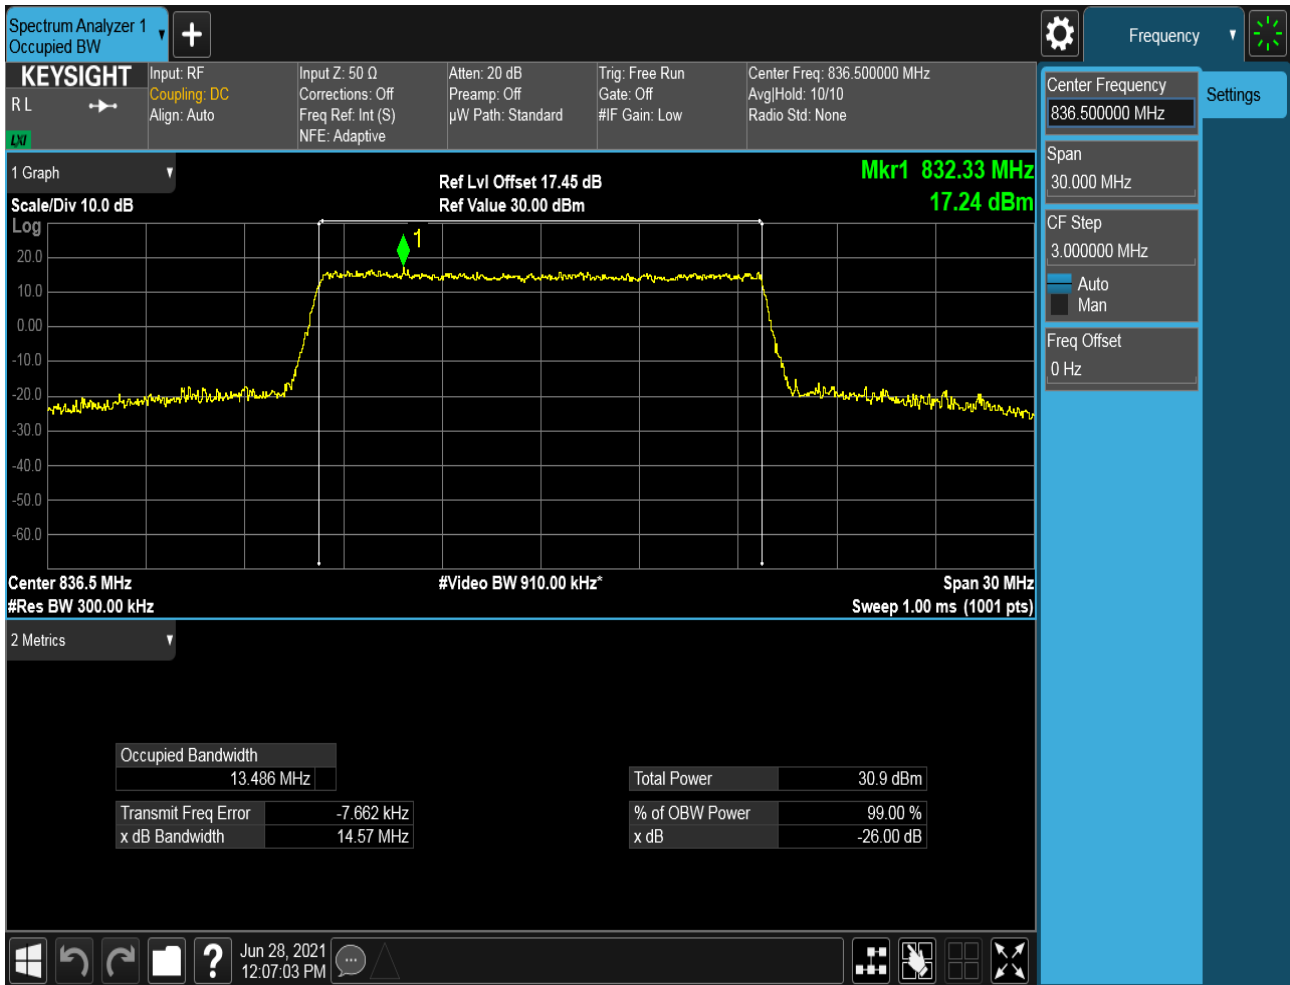 Spectrum Analyzer 1
Occupied BW
Frequency
KEYSIGHT
R L
LXI
Input: RF
Coupling: DC
Align: Auto
Input Z: 50 Ω
Corrections: Off
Freq Ref: Int (S)
NFE: Adaptive
Atten: 20 dB
Preamp: Off
µW Path: Standard
Trig: Free Run
Gate: Off
#IF Gain: Low
Center Freq: 836.500000 MHz
Avg|Hold: 10/10
Radio Std: None
Center Frequency
836.500000 MHz
Settings
Span
30.000 MHz
CF Step
3.000000 MHz
Auto
Man
Freq Offset
0 Hz
1 Graph
Scale/Div 10.0 dB
Ref Lvl Offset 17.45 dB
Ref Value 30.00 dBm
Mkr1 832.33 MHz
17.24 dBm
Log
1
20.0
10.0
0.00
-10.0
-20.0
-30.0
-40.0
-50.0
-60.0
Center 836.5 MHz
#Video BW 910.00 kHz*
Span 30 MHz
#Res BW 300.00 kHz
Sweep 1.00 ms (1001 pts)
2 Metrics
Occupied Bandwidth
13.486 MHz
Total Power 30.9 dBm
Transmit Freq Error -7.662 kHz
% of OBW Power 99.00 %
x dB Bandwidth 14.57 MHz
x dB -26.00 dB
Jun 28, 2021
12:07:03 PM